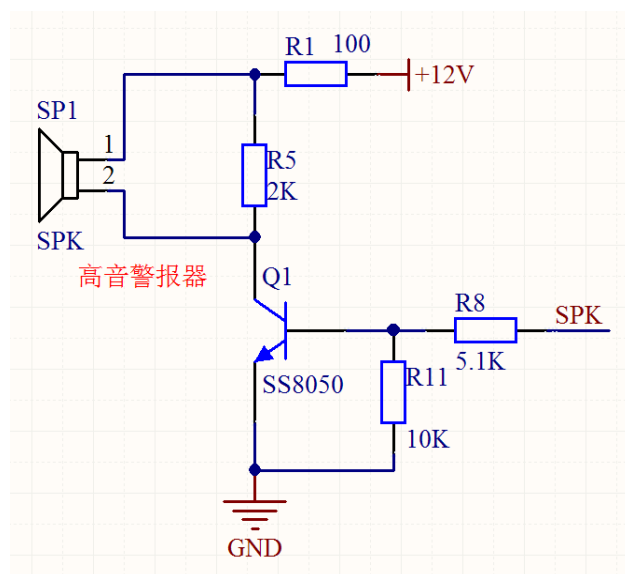 R1 100
+12V
SP1
1
2
R5
2K
SPK
高音警报器
Q1
R8
SPK
5.1K
SS8050
R11
10K
GND